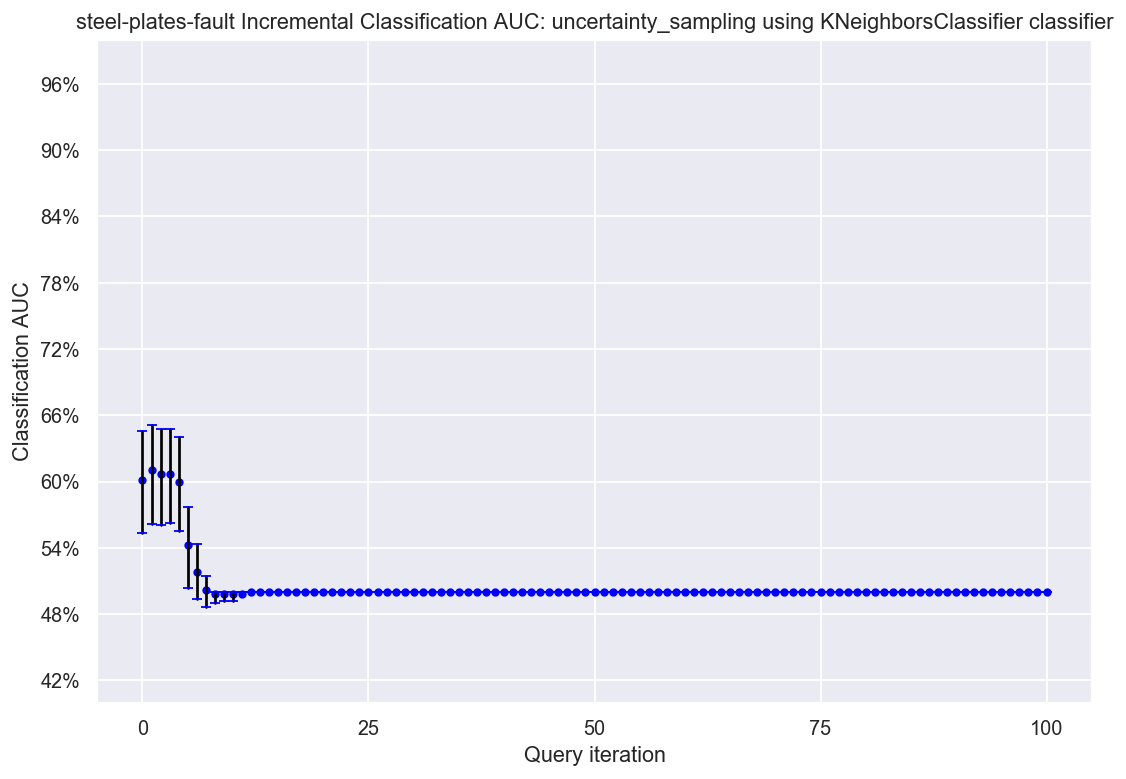 steel-plates-fault Incremental Classification AUC: uncertainty_sampling using KNeighborsClassifier classifier
96%
90%
84%
78%
72%
66%
60%
54%
48%
42%
Classification AUC
0 25 50 75 100
Query iteration